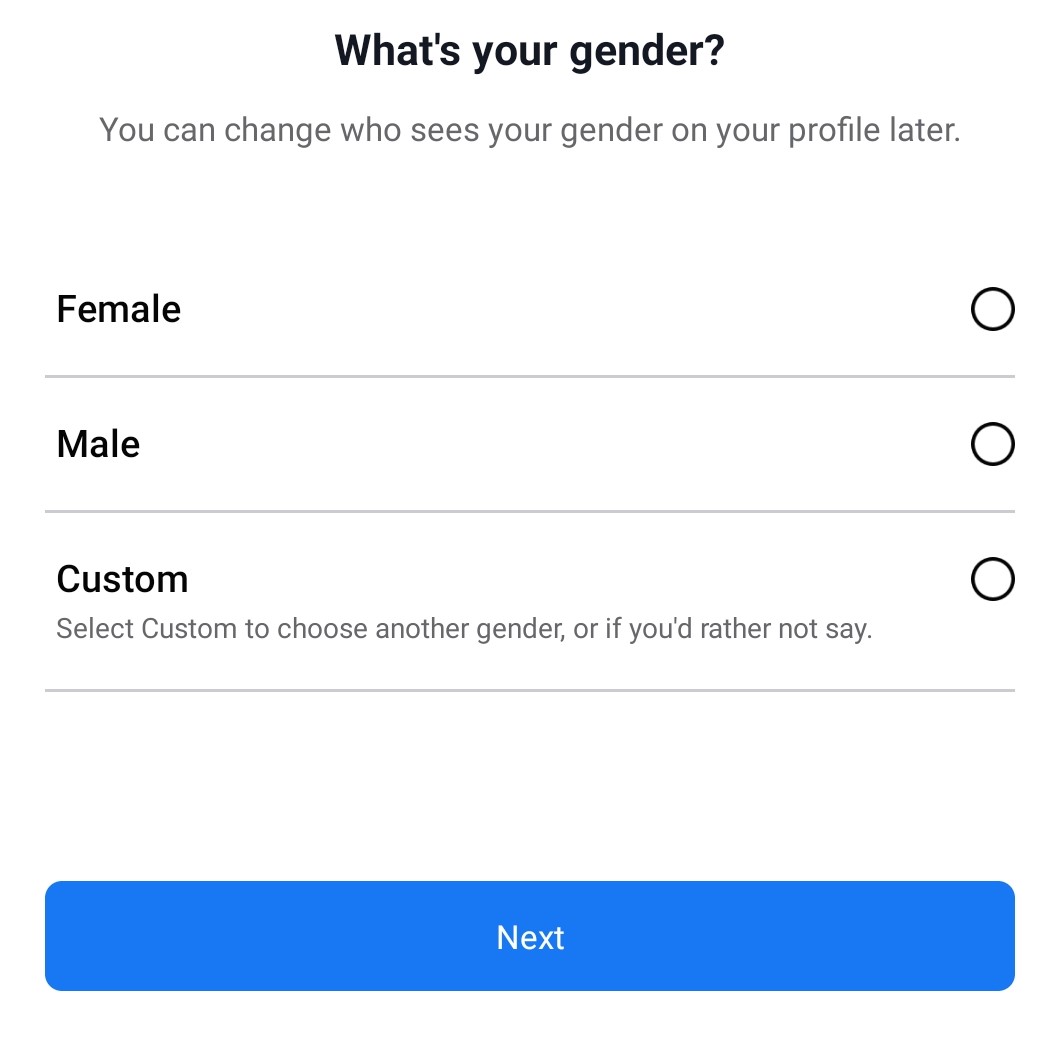 What's your gender?
You can change who sees your gender on your profile later.
Female
Male
Custom
Select Custom to choose another gender, or if you'd rather not say.
Next